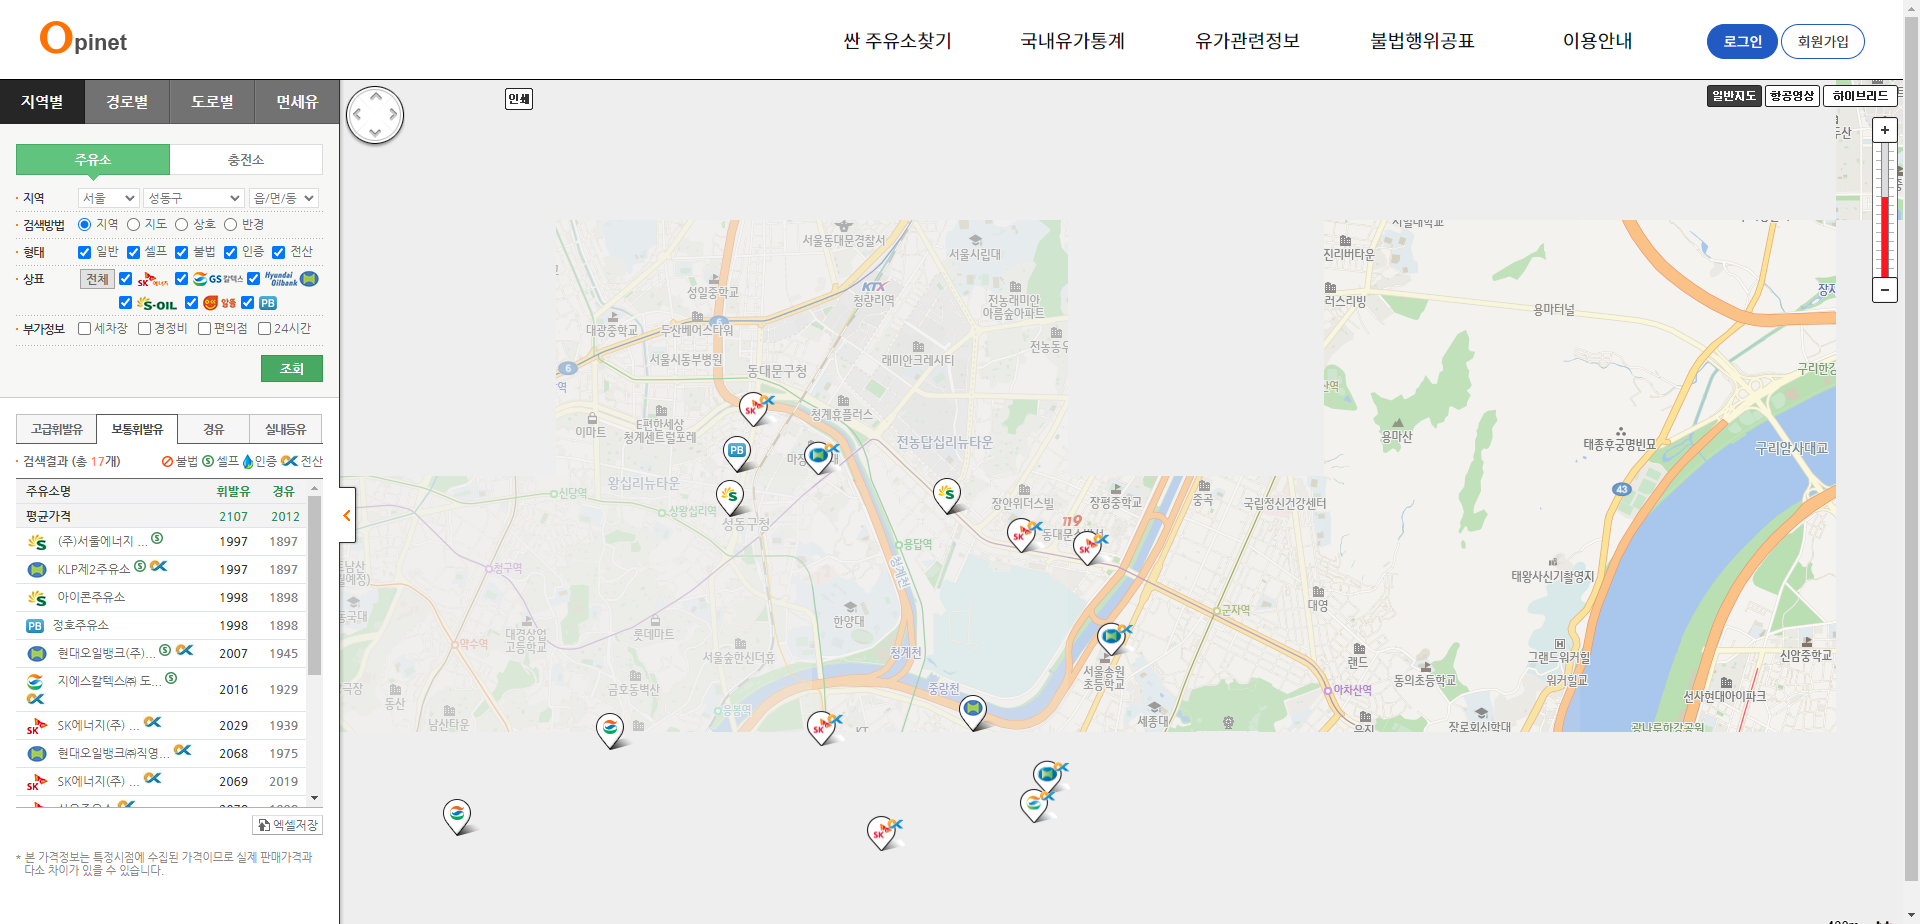 Opinet
싼 주유소찾기 국내유가통계 유가관련정보 불법행위공표 이용안내 로그인 회원가입
지역별 경로별 도로별 면세유
주유소 충전소
지역 서울 성동구 읍/면/동
검색방법 지역 지도 상호 반경
형태 일반 셀프 불법 인증 전산
상표 전체 SK에너지 GS칼텍스 Hyundai Oilbank
S-OIL 알뜰 PB
부가정보 세차장 경정비 편의점 24시간
조회
고급휘발유 보통휘발유 경유 실내등유
검색결과 (총 17개) 불법 셀프 인증 전산
주유소명 휘발유 경유
평균가격 2107 2012
(주)서울에너지 ... 1997 1897
KLP제2주유소 1997 1897
아이콘주유소 1998 1898
PB 정호주유소 1998 1898
현대오일뱅크(주)... 2007 1945
지에스칼텍스㈜ 도... 2016 1929
SK에너지(주) ... 2029 1939
현대오일뱅크㈜직영... 2068 1975
SK에너지(주) ... 2069 2019
엑셀저장
* 본 가격정보는 특정시점에 수집된 가격이므로 실제 판매가격과
다소 차이가 있을 수 있습니다.
인쇄
일반지도 항공영상 하이브리드
+
−
서울동대문경찰서
서울시립대
진리버타운
성일중학교
KTX
청량리역
전농래미안
아름숲아파트
러스리빙
용마터널
대광중학교
두산베어스타워
6
서울시동부병원
래미안크레시티
전농동우
동대문구청
6
구리한강
E편한세상
청계센트럴포레
이마트
청계휴플러스
전농답십리뉴타운
용마산
태종후궁명빈묘
구리암사대교
43
왕십리뉴타운
신당역
상왕십리역
성동구청
장안위더스빌
장평중학교
중곡
국립정신건강센터
119
용답역
청계천
청구역
태왕사신기촬영지
대영
군자역
한양대
대경상업
고등학교
롯데마트
약수역
서울숲한신더휴
청계천
랜드
그랜드워커힐
워커힐교
신암중학교
서울송원
초등학교
동의초등학교
금호동벽산
중랑천
아차산역
선사현대아이파크
동산
남산타운
응봉역
세종대
장로회신학대
광나루한강공원